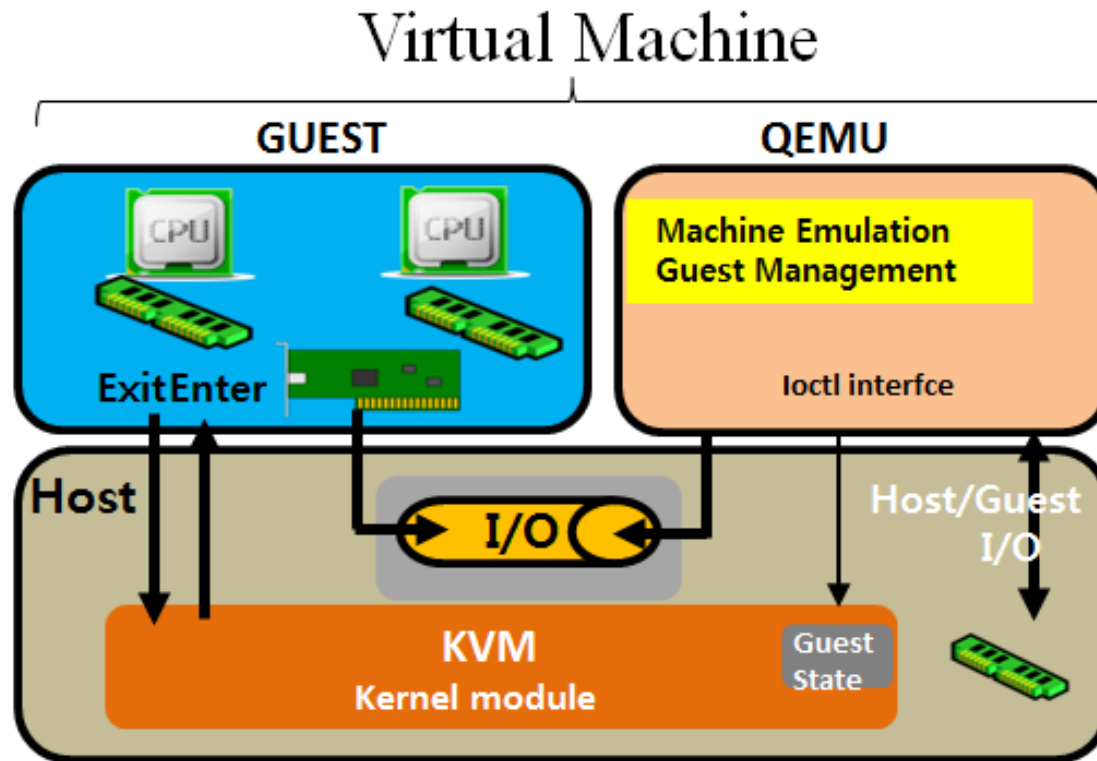 Virtual Machine
GUEST
QEMU
CPU
CPU
Machine Emulation
Guest Management
ExitEnter
Ioctl interfce
Host
I/O
Host/Guest
I/O
KVM
Kernel module
Guest
State